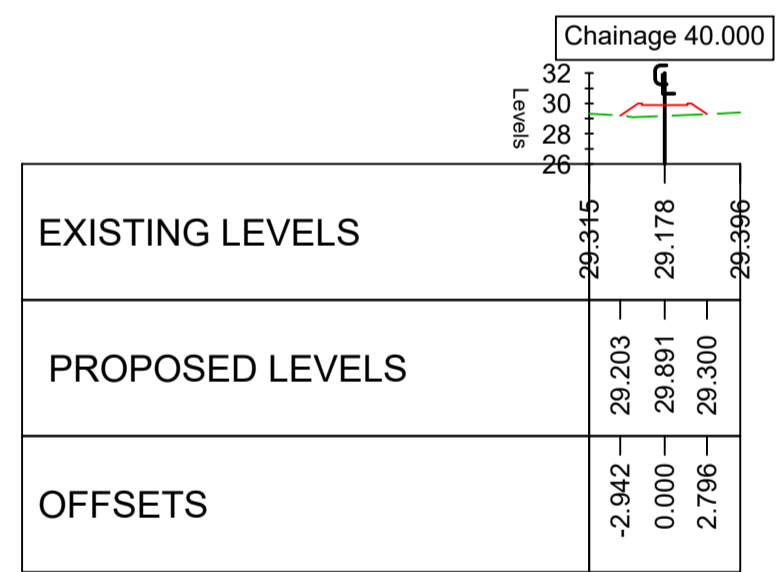 Chainage 40.000
32
30
28
26
Levels
CL
EXISTING LEVELS
29.315
29.178
29.396
PROPOSED LEVELS
29.203
29.891
29.300
OFFSETS
-2.942
0.000
2.796